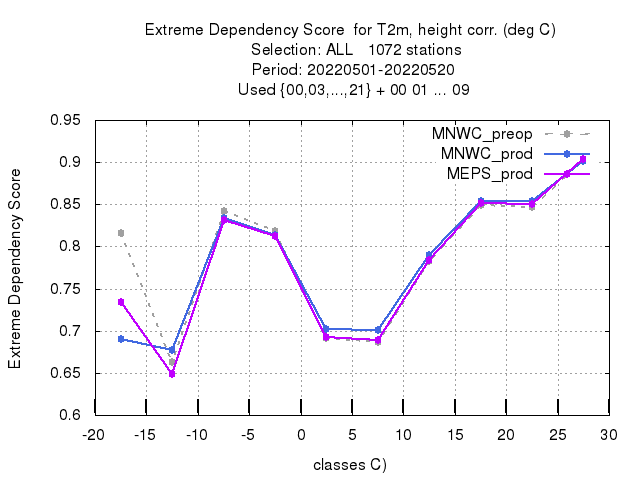 Extreme Dependency Score  for T2m, height corr. (deg C)
Selection: ALL   1072 stations
Period: 20220501-20220520
Used {00,03,...,21} + 00 01 ... 09
MNWC_preop
MNWC_prod
MEPS_prod
Extreme Dependency Score
0.95
0.9
0.85
0.8
0.75
0.7
0.65
0.6
-20 -15 -10 -5 0 5 10 15 20 25 30
classes C)